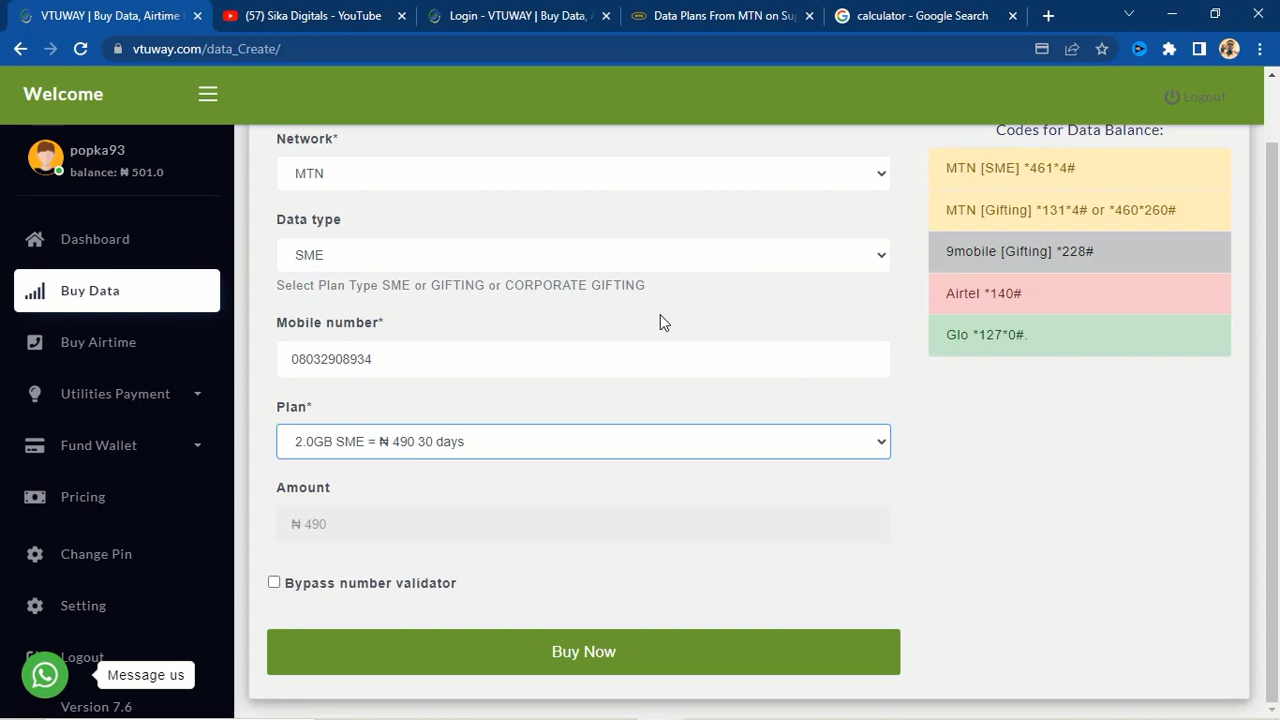 VTUWAY | Buy Data, Airtime
(57) Sika Digitals - YouTube
Login - VTUWAY | Buy Data,
Data Plans From MTN on Sup
calculator - Google Search
vtuway.com/data_Create/
Welcome
Logout
popka93
balance: ₦ 501.0
Dashboard
Buy Data
Buy Airtime
Utilities Payment
Fund Wallet
Pricing
Change Pin
Setting
Logout
Message us
Version 7.6
Network*
MTN
Data type
SME
Select Plan Type SME or GIFTING or CORPORATE GIFTING
Mobile number*
08032908934
Plan*
2.0GB SME = ₦ 490 30 days
Amount
₦ 490
Bypass number validator
Buy Now
Codes for Data Balance:
MTN [SME] *461*4#
MTN [Gifting] *131*4# or *460*260#
9mobile [Gifting] *228#
Airtel *140#
Glo *127*0#.